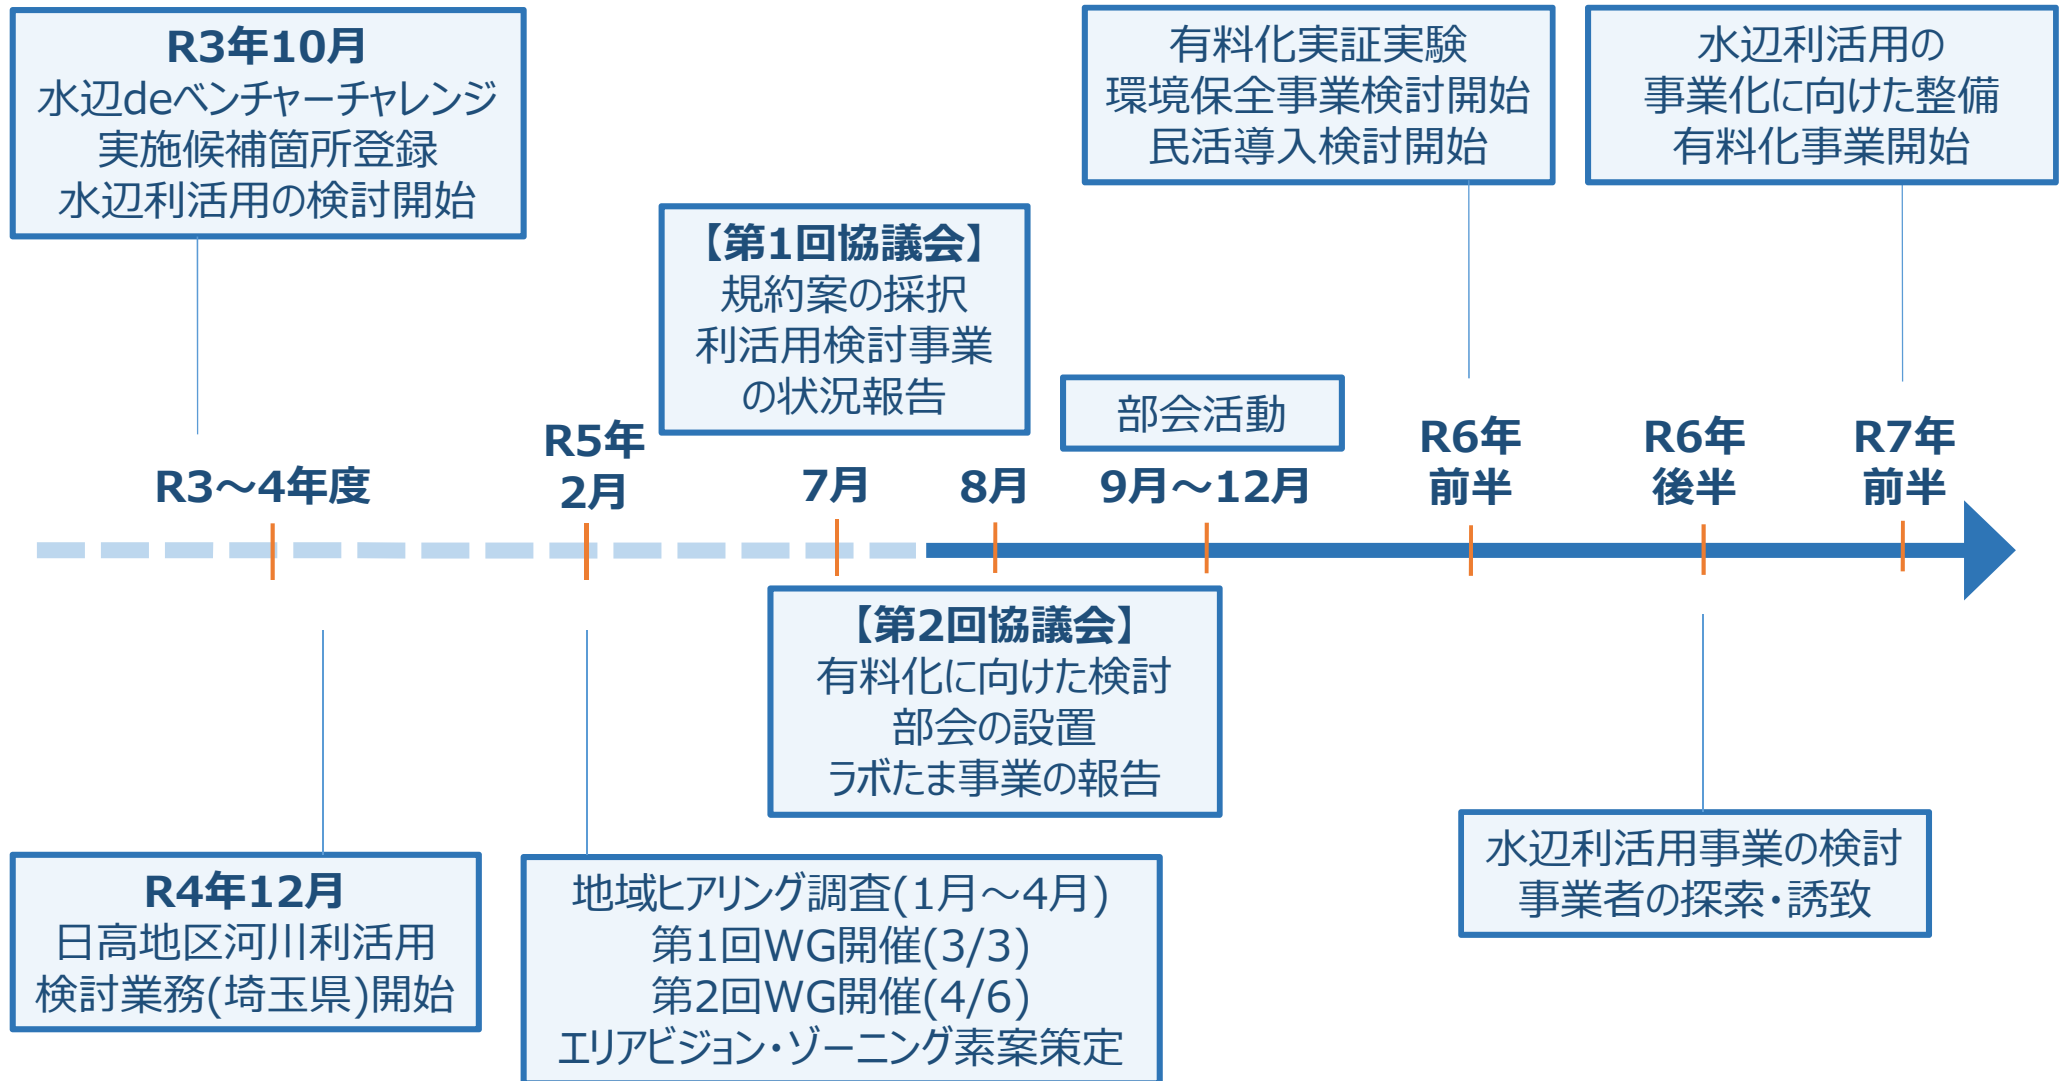 R3年10月
水辺deベンチャーチャレンジ
実施候補箇所登録
水辺利活用の検討開始
有料化実証実験
環境保全事業検討開始
民活導入検討開始
水辺利活用の
事業化に向けた整備
有料化事業開始
【第1回協議会】
規約案の採択
利活用検討事業
の状況報告
部会活動
R3～4年度
R5年
2月
7月
8月
9月～12月
R6年
前半
R6年
後半
R7年
前半
【第2回協議会】
有料化に向けた検討
部会の設置
ラボたま事業の報告
R4年12月
日高地区河川利活用
検討業務(埼玉県)開始
地域ヒアリング調査(1月～4月)
第1回WG開催(3/3)
第2回WG開催(4/6)
エリアビジョン・ゾーニング素案策定
水辺利活用事業の検討
事業者の探索・誘致